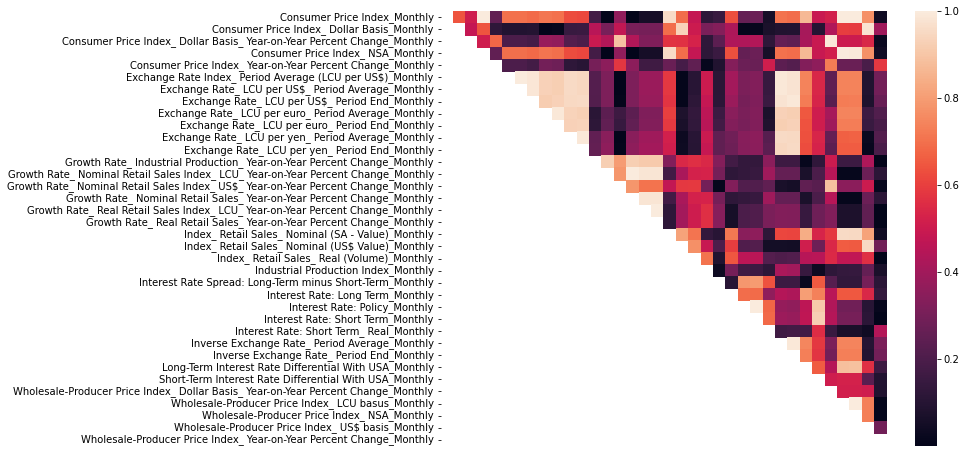 Consumer Price Index_Monthly
Consumer Price Index_ Dollar Basis_Monthly
Consumer Price Index_ Dollar Basis_ Year-on-Year Percent Change_Monthly
Consumer Price Index_ NSA_Monthly
Consumer Price Index_ Year-on-Year Percent Change_Monthly
Exchange Rate Index_ Period Average (LCU per US$)_Monthly
Exchange Rate_ LCU per US$_ Period Average_Monthly
Exchange Rate_ LCU per US$_ Period End_Monthly
Exchange Rate_ LCU per euro_ Period Average_Monthly
Exchange Rate_ LCU per euro_ Period End_Monthly
Exchange Rate_ LCU per yen_ Period Average_Monthly
Exchange Rate_ LCU per yen_ Period End_Monthly
Growth Rate_ Industrial Production_ Year-on-Year Percent Change_Monthly
Growth Rate_ Nominal Retail Sales Index_ LCU_ Year-on-Year Percent Change_Monthly
Growth Rate_ Nominal Retail Sales Index_ US$_ Year-on-Year Percent Change_Monthly
Growth Rate_ Nominal Retail Sales_ Year-on-Year Percent Change_Monthly
Growth Rate_ Real Retail Sales Index_ LCU_ Year-on-Year Percent Change_Monthly
Growth Rate_ Real Retail Sales_ Year-on-Year Percent Change_Monthly
Index_ Retail Sales_ Nominal (SA - Value)_Monthly
Index_ Retail Sales_ Nominal (US$ Value)_Monthly
Index_ Retail Sales_ Real (Volume)_Monthly
Industrial Production Index_Monthly
Interest Rate Spread: Long-Term minus Short-Term_Monthly
Interest Rate: Long Term_Monthly
Interest Rate: Policy_Monthly
Interest Rate: Short Term_Monthly
Interest Rate: Short Term_ Real_Monthly
Inverse Exchange Rate_ Period Average_Monthly
Inverse Exchange Rate_ Period End_Monthly
Long-Term Interest Rate Differential With USA_Monthly
Short-Term Interest Rate Differential With USA_Monthly
Wholesale-Producer Price Index_ Dollar Basis_ Year-on-Year Percent Change_Monthly
Wholesale-Producer Price Index_ LCU basus_Monthly
Wholesale-Producer Price Index_ NSA_Monthly
Wholesale-Producer Price Index_ US$ basis_Monthly
Wholesale-Producer Price Index_ Year-on-Year Percent Change_Monthly
1.0
0.8
0.6
0.4
0.2